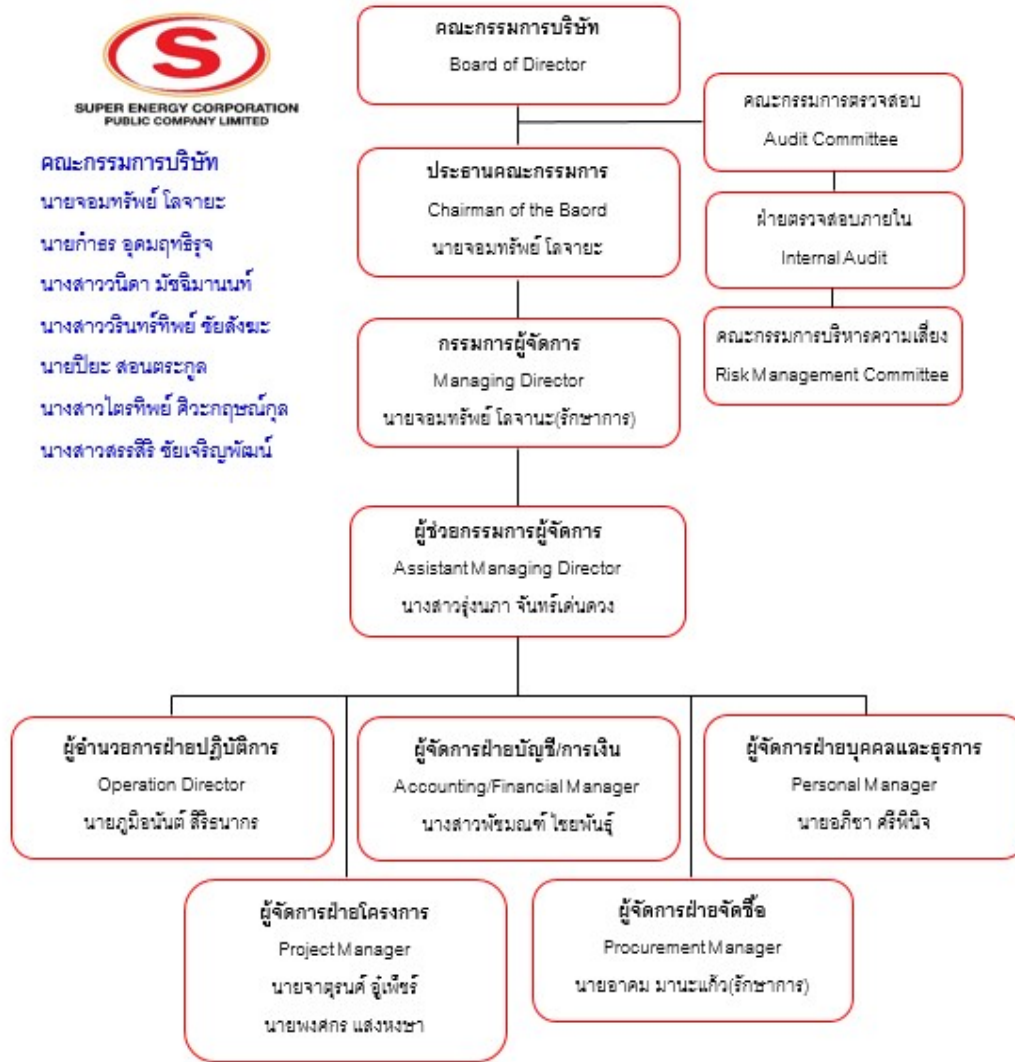 S
SUPER ENERGY CORPORATION
PUBLIC COMPANY LIMITED
คณะกรรมการบริษัท
นายจอมทรัพย์ โลจายะ
นายกำธร อุดมฤทธิรุจ
นางสาววนิดา มัชฉิมานนท์
นางสาววรินทร์ทิพย์ ชัยสังฆะ
นายปิยะ สอนตระกูล
นางสาวไตรทิพย์ ศิวะกฤษณ์กุล
นางสาวสรรสิริ ชัยเจริญพัฒน์
คณะกรรมการบริษัท
Board of Director
คณะกรรมการตรวจสอบ
Audit Committee
ประธานคณะกรรมการ
Chairman of the Baord
นายจอมทรัพย์ โลจายะ
ฝ่ายตรวจสอบภายใน
Internal Audit
กรรมการผู้จัดการ
Managing Director
นายจอมทรัพย์ โลจานะ(รักษาการ)
คณะกรรมการบริหารความเสี่ยง
Risk Management Committee
ผู้ช่วยกรรมการผู้จัดการ
Assistant Managing Director
นางสาวรุ่งนภา จันทร์เด่นดวง
ผู้อำนวยการฝ่ายปฏิบัติการ
Operation Director
นายภูมิอนันต์ สิริธนากร
ผู้จัดการฝ่ายบัญชี/การเงิน
Accounting/Financial Manager
นางสาวพัชมณฑ์ ไชยพันธุ์
ผู้จัดการฝ่ายบุคคลและธุรการ
Personal Manager
นายอภิชา ศรีพินิจ
ผู้จัดการฝ่ายโครงการ
Project Manager
นายจาตุรนต์ อู๋เพ็ชร์
นายพงศกร แสงหงษา
ผู้จัดการฝ่ายจัดซื้อ
Procurement Manager
นายอาคม มานะแก้ว(รักษาการ)